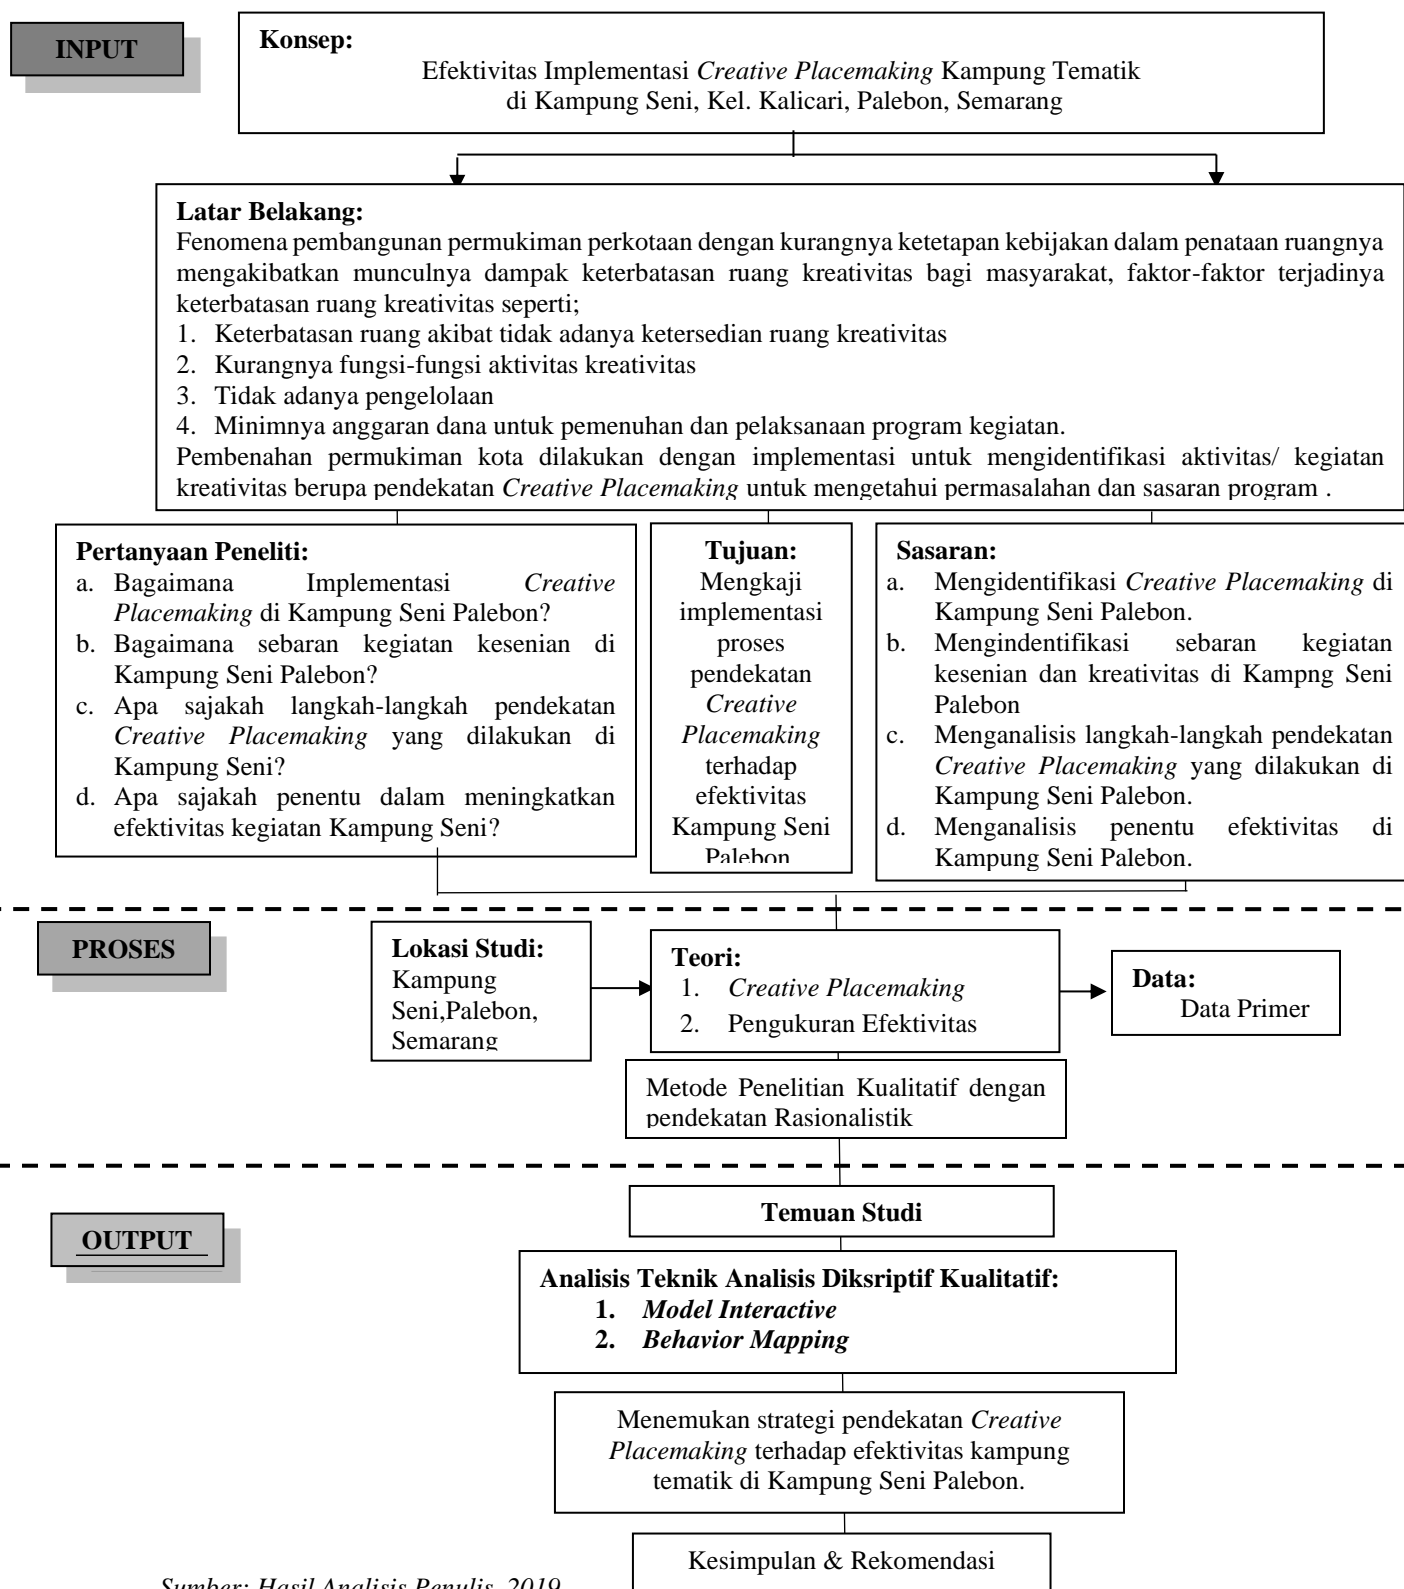 INPUT
Konsep:
Efektivitas Implementasi Creative Placemaking Kampung Tematik
di Kampung Seni, Kel. Kalicari, Palebon, Semarang
Latar Belakang:
Fenomena pembangunan permukiman perkotaan dengan kurangnya ketetapan kebijakan dalam penataan ruangnya
mengakibatkan munculnya dampak keterbatasan ruang kreativitas bagi masyarakat, faktor-faktor terjadinya
keterbatasan ruang kreativitas seperti;
1. Keterbatasan ruang akibat tidak adanya ketersedian ruang kreativitas
2. Kurangnya fungsi-fungsi aktivitas kreativitas
3. Tidak adanya pengelolaan
4. Minimnya anggaran dana untuk pemenuhan dan pelaksanaan program kegiatan.
Pembenahan permukiman kota dilakukan dengan implementasi untuk mengidentifikasi aktivitas/ kegiatan
kreativitas berupa pendekatan Creative Placemaking untuk mengetahui permasalahan dan sasaran program .
Pertanyaan Peneliti:
a. Bagaimana Implementasi Creative
Placemaking di Kampung Seni Palebon?
b. Bagaimana sebaran kegiatan kesenian di
Kampung Seni Palebon?
c. Apa sajakah langkah-langkah pendekatan
Creative Placemaking yang dilakukan di
Kampung Seni?
d. Apa sajakah penentu dalam meningkatkan
efektivitas kegiatan Kampung Seni?
Tujuan:
Mengkaji
implementasi
proses
pendekatan
Creative
Placemaking
terhadap
efektivitas
Kampung Seni
Palebon
Sasaran:
a. Mengidentifikasi Creative Placemaking di
Kampung Seni Palebon.
b. Mengindentifikasi sebaran kegiatan
kesenian dan kreativitas di Kampng Seni
Palebon
c. Menganalisis langkah-langkah pendekatan
Creative Placemaking yang dilakukan di
Kampung Seni Palebon.
d. Menganalisis penentu efektivitas di
Kampung Seni Palebon.
PROSES
Lokasi Studi:
Kampung
Seni,Palebon,
Semarang
Teori:
1. Creative Placemaking
2. Pengukuran Efektivitas
Data:
Data Primer
Metode Penelitian Kualitatif dengan
pendekatan Rasionalistik
OUTPUT
Temuan Studi
Analisis Teknik Analisis Diksriptif Kualitatif:
1. Model Interactive
2. Behavior Mapping
Menemukan strategi pendekatan Creative
Placemaking terhadap efektivitas kampung
tematik di Kampung Seni Palebon.
Kesimpulan & Rekomendasi
Sumber: Hasil Analisis Penulis, 2019